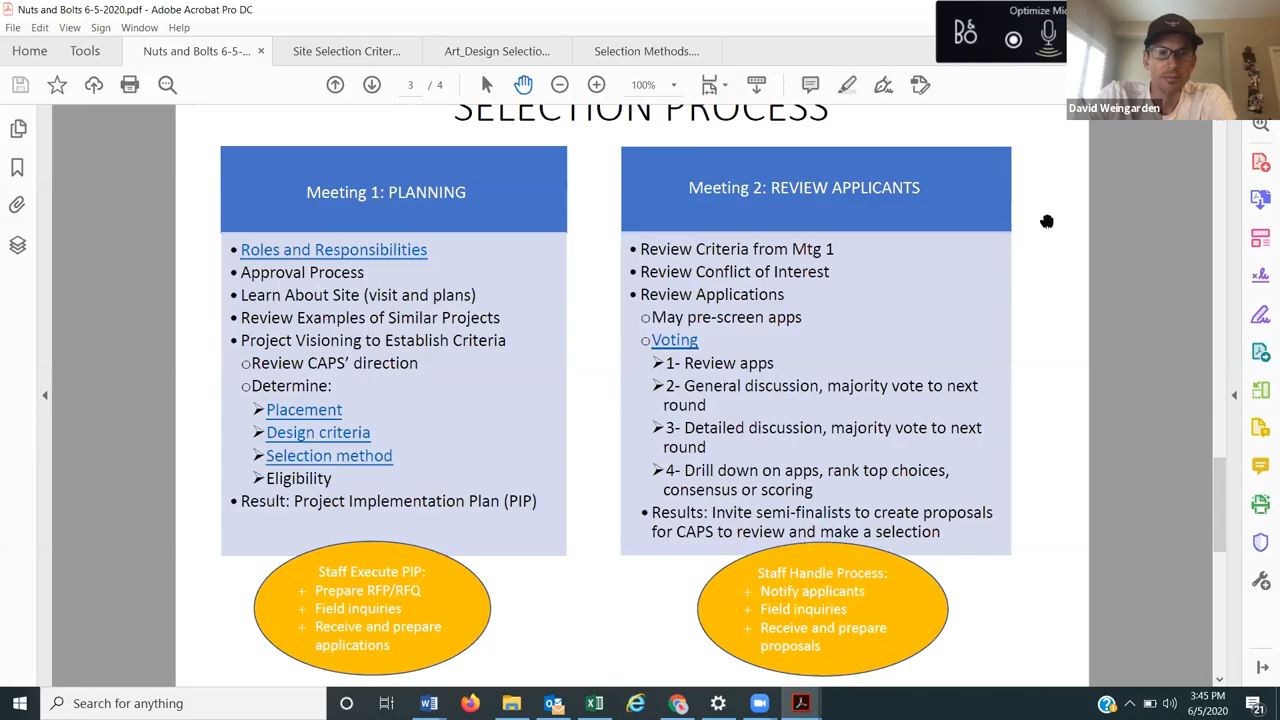 Nuts and Bolts 6-5-2020.pdf - Adobe Acrobat Pro DC
File Edit View Sign Window Help
Home Tools Nuts and Bolts 6-5-... × Site Selection Criter... Art_Design Selectio... Selection Methods....
Optimize Mic
B&O
3 / 4 100%
David Weingarden
SELECTION PROCESS
Meeting 1: PLANNING
• Roles and Responsibilities
• Approval Process
• Learn About Site (visit and plans)
• Review Examples of Similar Projects
• Project Visioning to Establish Criteria
o Review CAPS' direction
o Determine:
➢ Placement
➢ Design criteria
➢ Selection method
➢ Eligibility
• Result: Project Implementation Plan (PIP)
Staff Execute PIP:
+ Prepare RFP/RFQ
+ Field inquiries
+ Receive and prepare
applications
Meeting 2: REVIEW APPLICANTS
• Review Criteria from Mtg 1
• Review Conflict of Interest
• Review Applications
o May pre-screen apps
o Voting
➢ 1- Review apps
➢ 2- General discussion, majority vote to next
round
➢ 3- Detailed discussion, majority vote to next
round
➢ 4- Drill down on apps, rank top choices,
consensus or scoring
• Results: Invite semi-finalists to create proposals
for CAPS to review and make a selection
Staff Handle Process:
+ Notify applicants
+ Field inquiries
+ Receive and prepare
proposals
Search for anything
3:45 PM
6/5/2020
21